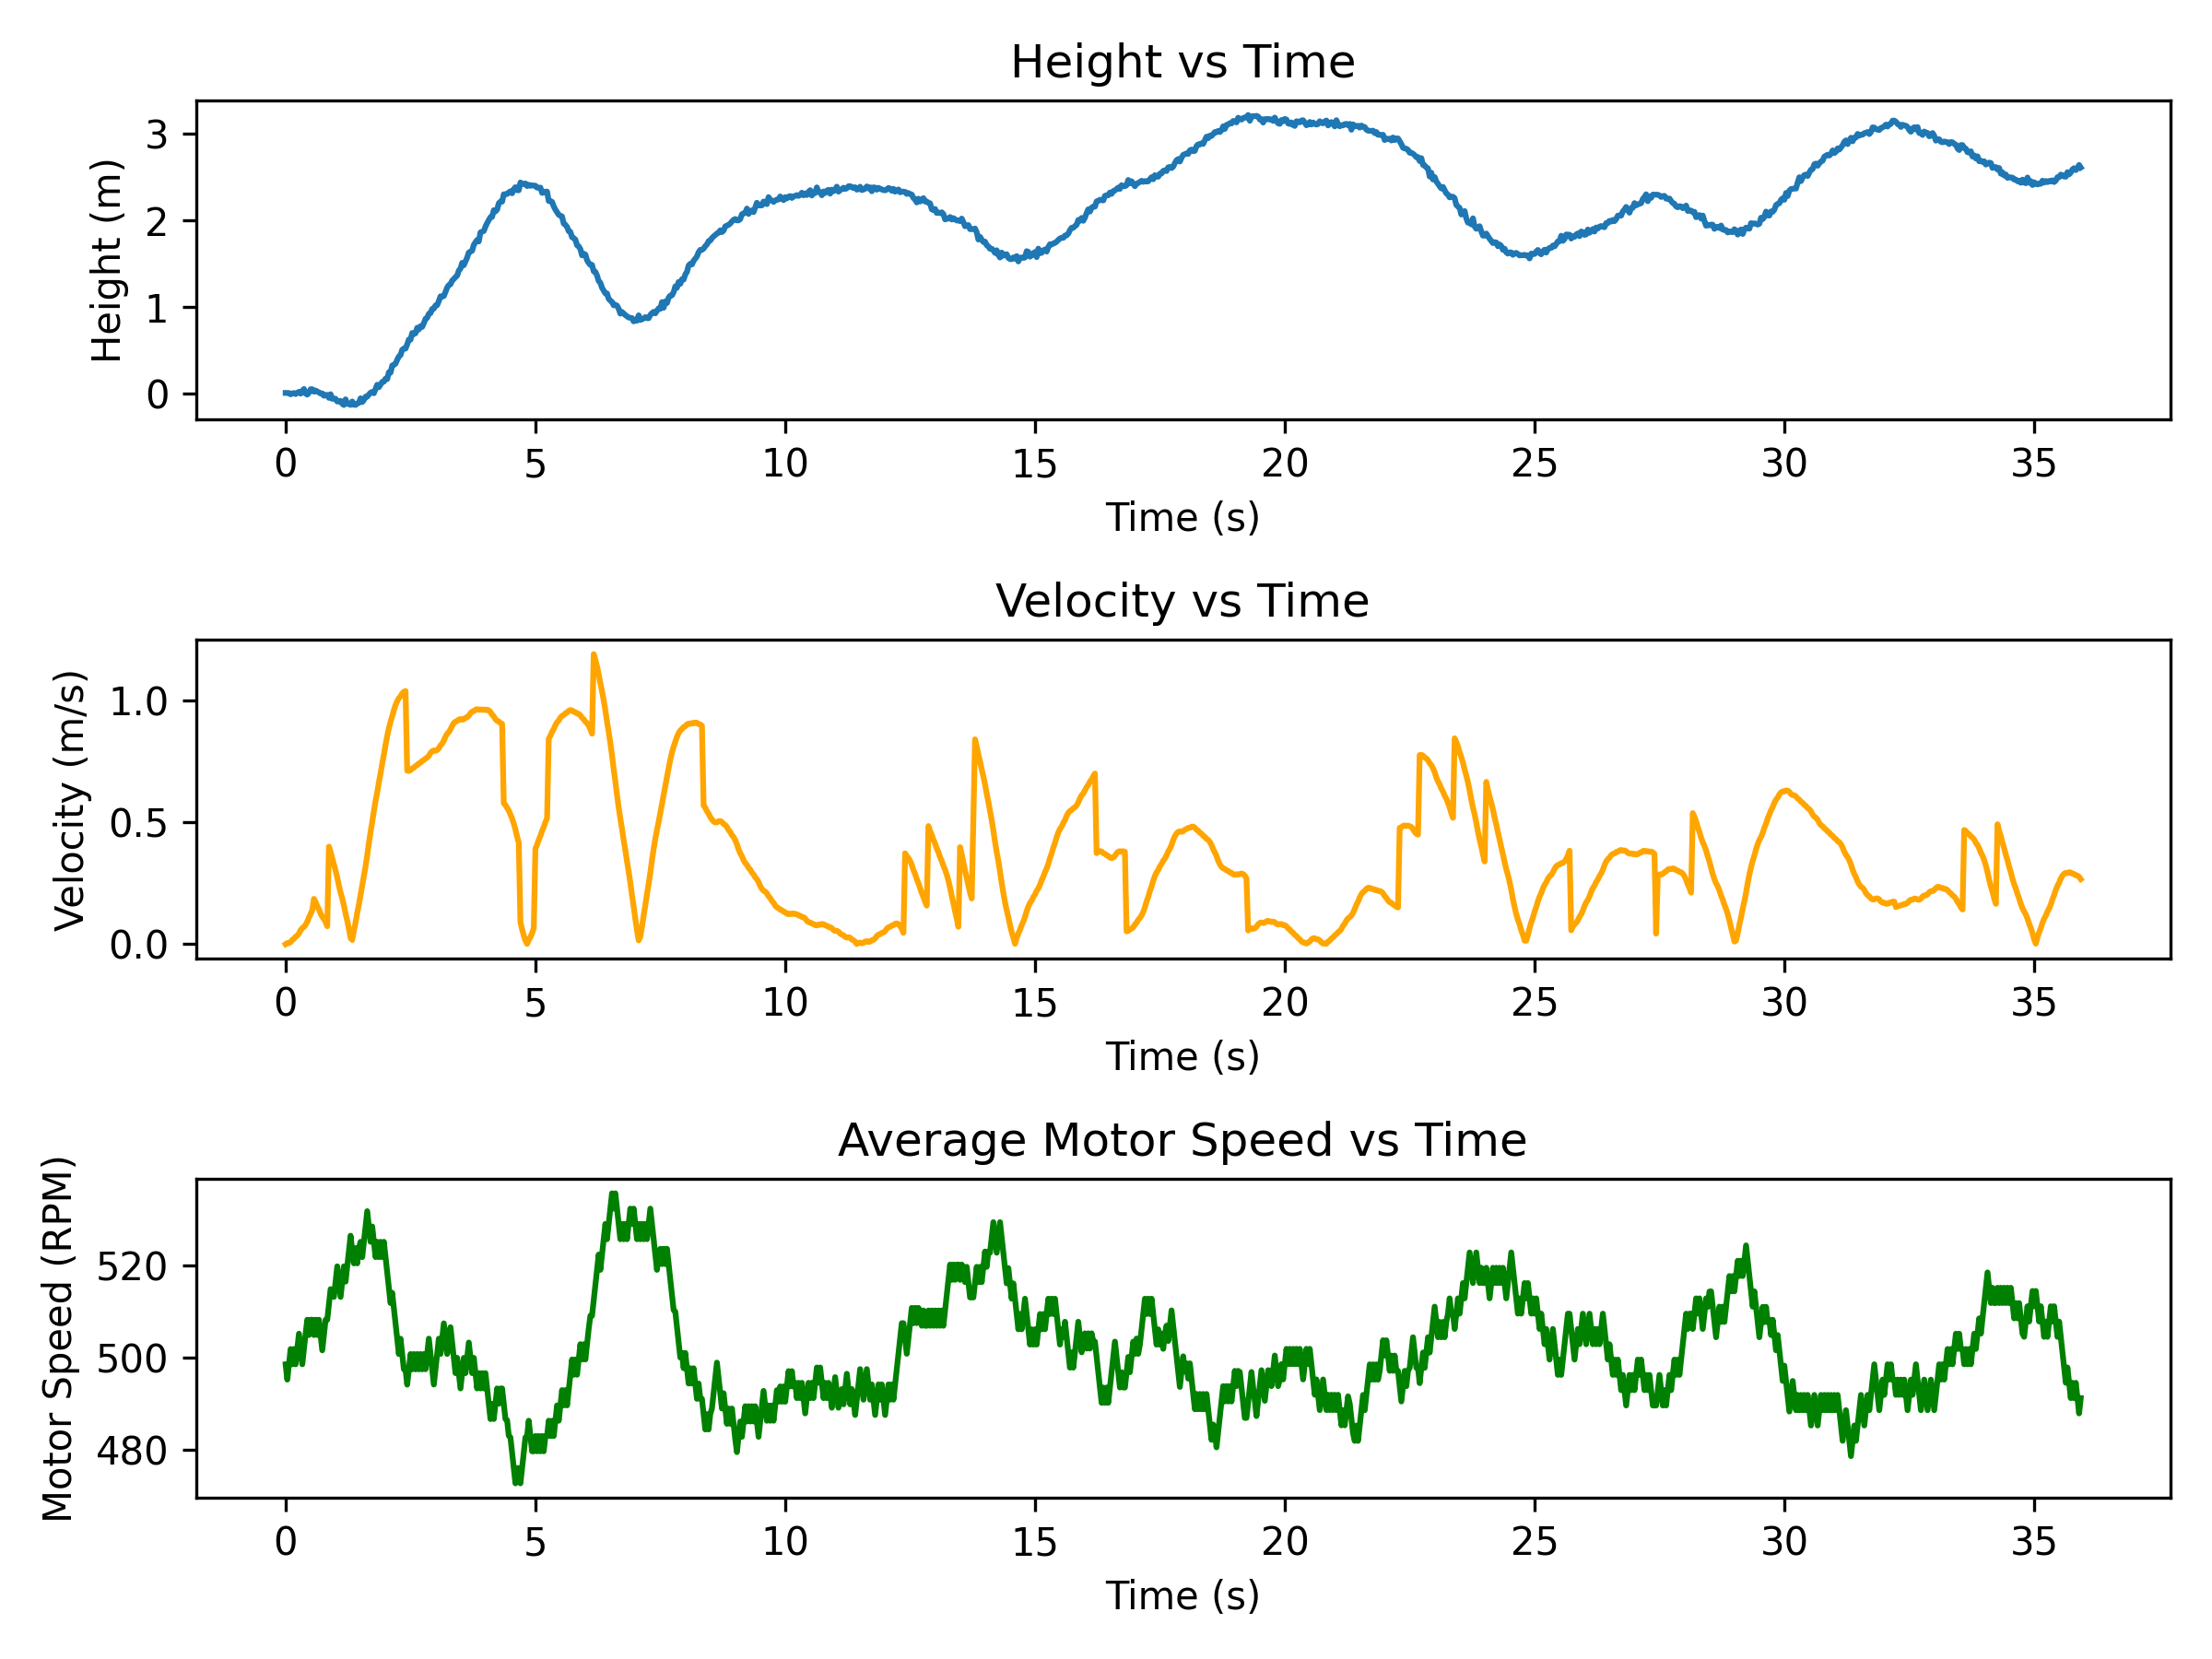 Height vs Time
Height (m)
3
2
1
0
0 5 10 15 20 25 30 35
Time (s)
Velocity vs Time
Velocity (m/s)
1.0
0.5
0.0
0 5 10 15 20 25 30 35
Time (s)
Average Motor Speed vs Time
Motor Speed (RPM)
520
500
480
0 5 10 15 20 25 30 35
Time (s)